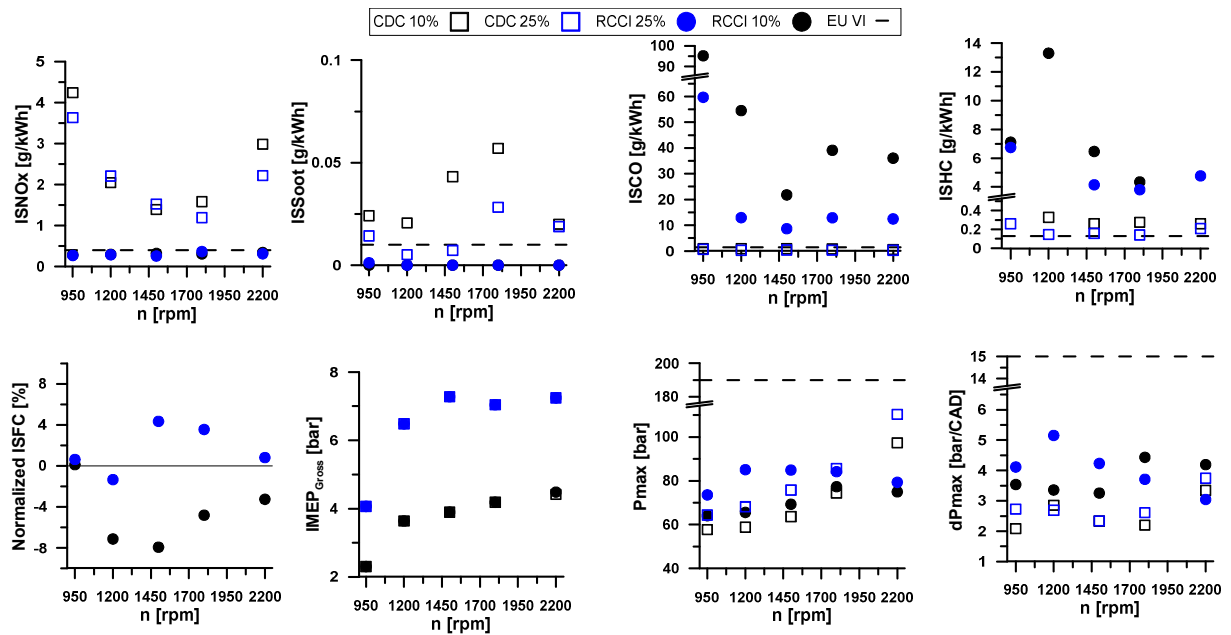 CDC 10% CDC 25% RCCI 25% RCCI 10% EU VI
ISNOx [g/kWh]
5
4
3
2
1
0
950 1200 1450 1700 1950 2200
n [rpm]
ISSoot [g/kWh]
0.1
0.05
0
950 1200 1450 1700 1950 2200
n [rpm]
ISCO [g/kWh]
100
90
60
50
40
30
20
10
0
950 1200 1450 1700 1950 2200
n [rpm]
ISHC [g/kWh]
14
12
10
8
6
4
0.4
0.2
0
950 1200 1450 1700 1950 2200
n [rpm]
Normalized ISFC [%]
8
4
0
-4
-8
950 1200 1450 1700 1950 2200
n [rpm]
IMEPGross [bar]
8
6
4
2
950 1200 1450 1700 1950 2200
n [rpm]
Pmax [bar]
200
180
100
80
60
40
950 1200 1450 1700 1950 2200
n [rpm]
dPmax [bar/CAD]
15
14
6
5
4
3
2
1
950 1200 1450 1700 1950 2200
n [rpm]